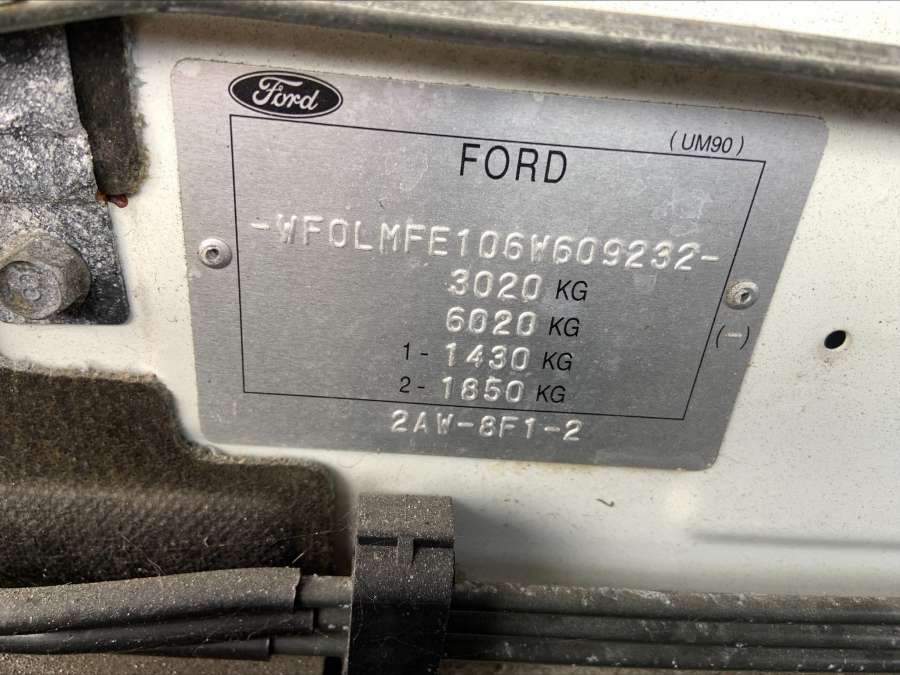 Ford
(UM90)
FORD
-WF0LMFE106W609232-
3020 KG
6020 KG
1- 1430 KG
2- 1850 KG
(-)
2AW-8F1-2